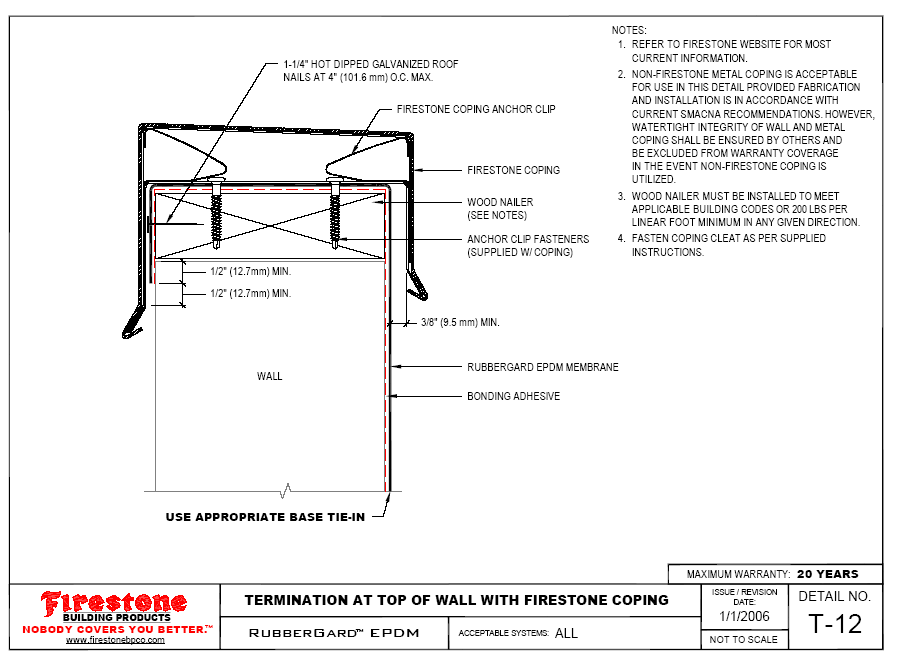 NOTES:
1. REFER TO FIRESTONE WEBSITE FOR MOST
CURRENT INFORMATION.
2. NON-FIRESTONE METAL COPING IS ACCEPTABLE
FOR USE IN THIS DETAIL PROVIDED FABRICATION
AND INSTALLATION IS IN ACCORDANCE WITH
CURRENT SMACNA RECOMMENDATIONS. HOWEVER,
WATERTIGHT INTEGRITY OF WALL AND METAL
COPING SHALL BE ENSURED BY OTHERS AND
BE EXCLUDED FROM WARRANTY COVERAGE
IN THE EVENT NON-FIRESTONE COPING IS
UTILIZED.
3. WOOD NAILER MUST BE INSTALLED TO MEET
APPLICABLE BUILDING CODES OR 200 LBS PER
LINEAR FOOT MINIMUM IN ANY GIVEN DIRECTION.
4. FASTEN COPING CLEAT AS PER SUPPLIED
INSTRUCTIONS.
1-1/4" HOT DIPPED GALVANIZED ROOF
NAILS AT 4" (101.6 mm) O.C. MAX.
FIRESTONE COPING ANCHOR CLIP
FIRESTONE COPING
WOOD NAILER
(SEE NOTES)
ANCHOR CLIP FASTENERS
(SUPPLIED W/ COPING)
1/2" (12.7mm) MIN.
1/2" (12.7mm) MIN.
3/8" (9.5 mm) MIN.
RUBBERGARD EPDM MEMBRANE
WALL
BONDING ADHESIVE
USE APPROPRIATE BASE TIE-IN
MAXIMUM WARRANTY: 20 YEARS
Firestone
BUILDING PRODUCTS
NOBODY COVERS YOU BETTER.™
www.firestonebpco.com
TERMINATION AT TOP OF WALL WITH FIRESTONE COPING
RUBBERGARD™ EPDM
ACCEPTABLE SYSTEMS: ALL
ISSUE / REVISION
DATE:
1/1/2006
NOT TO SCALE
DETAIL NO.
T-12